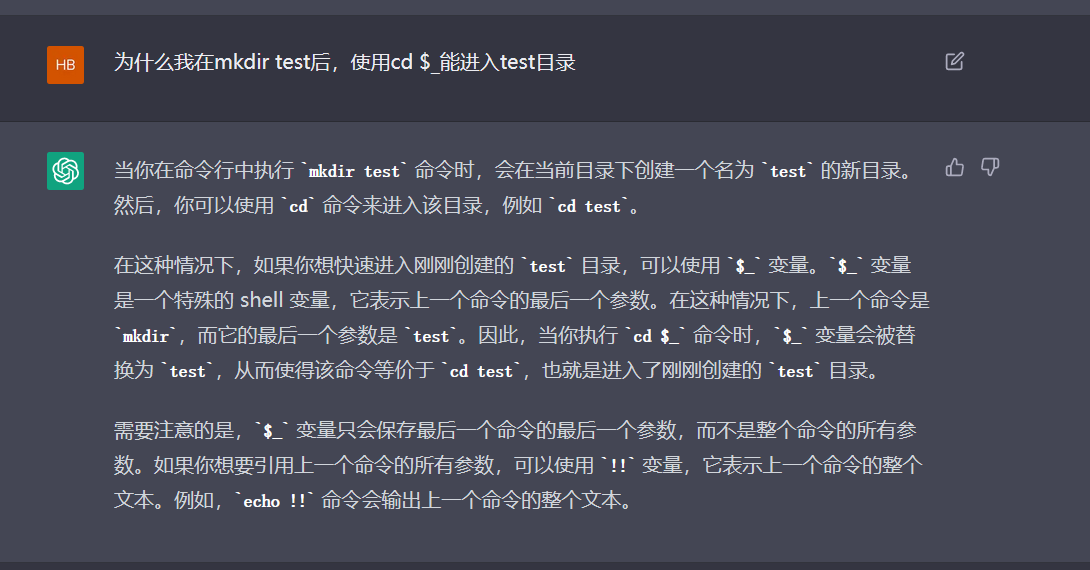 HB
为什么我在mkdir test后，使用cd $_能进入test目录
当你在命令行中执行 `mkdir test` 命令时，会在当前目录下创建一个名为 `test` 的新目录。
然后，你可以使用 `cd` 命令来进入该目录，例如 `cd test`。
在这种情况下，如果你想快速进入刚刚创建的 `test` 目录，可以使用 `$_` 变量。`$_` 变量
是一个特殊的 shell 变量，它表示上一个命令的最后一个参数。在这种情况下，上一个命令是
`mkdir`，而它的最后一个参数是 `test`。因此，当你执行 `cd $_` 命令时，`$_` 变量会被替
换为 `test`，从而使得该命令等价于 `cd test`，也就是进入了刚刚创建的 `test` 目录。
需要注意的是，`$_` 变量只会保存最后一个命令的最后一个参数，而不是整个命令的所有参
数。如果你想要引用上一个命令的所有参数，可以使用 `!!` 变量，它表示上一个命令的整个
文本。例如，`echo !!` 命令会输出上一个命令的整个文本。